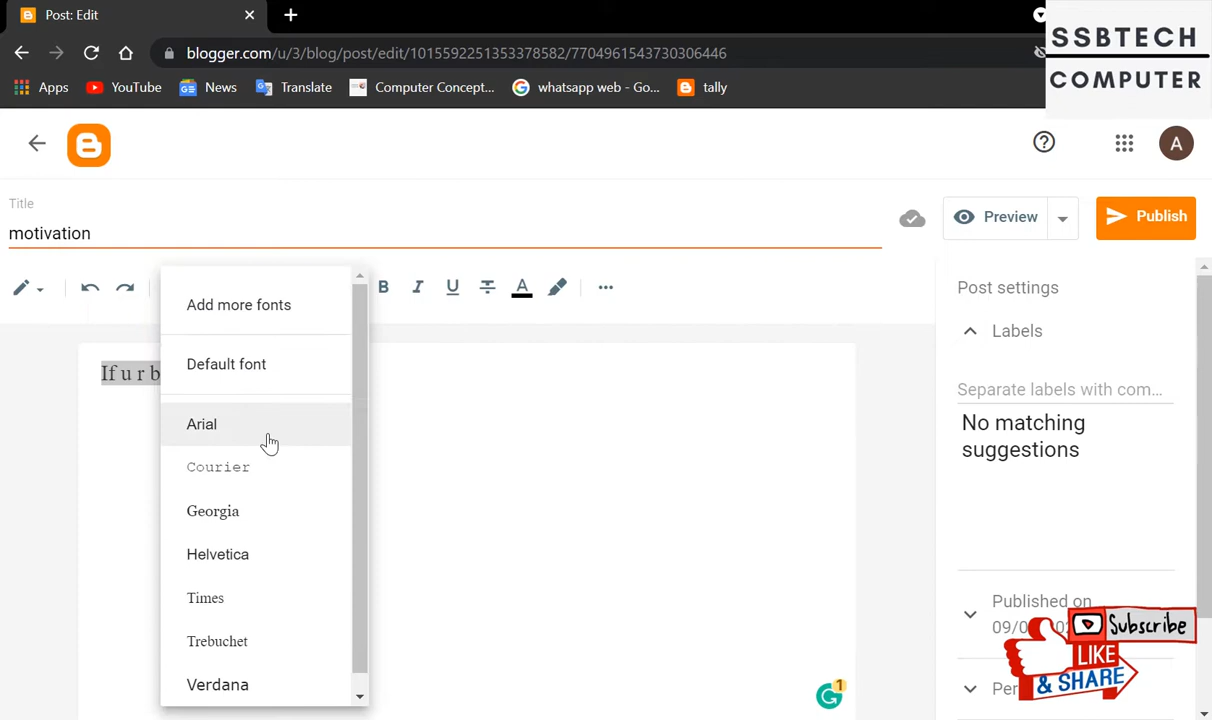 Post: Edit
SSBTECH
COMPUTER
blogger.com/u/3/blog/post/edit/1015592251353378582/7704961543730306446
Apps YouTube News Translate Computer Concept... whatsapp web - Go... tally
A
Title
motivation
Preview
Publish
B I U A
Add more fonts
Post settings
Labels
Default font
If u r b
Separate labels with com...
Arial
No matching
suggestions
Courier
Georgia
Helvetica
Times
Published on
09/0
Subscribe
Trebuchet
LIKE
& SHARE
Verdana
Per
1